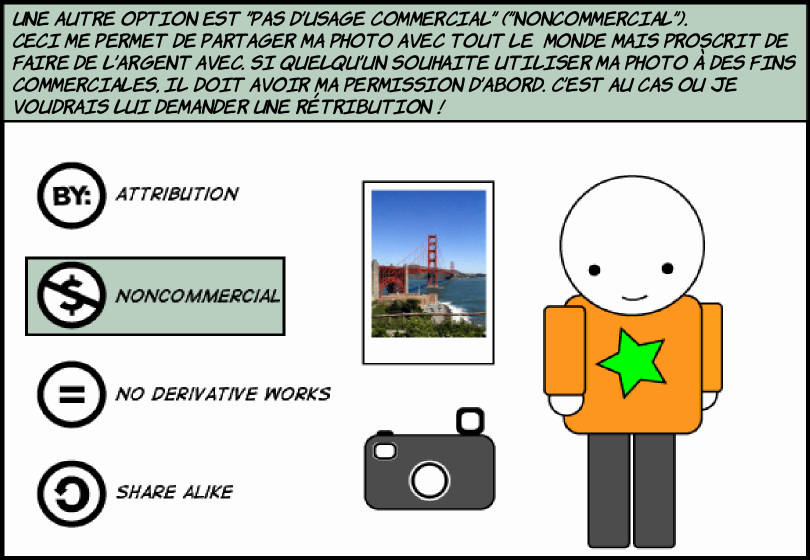 UNE AUTRE OPTION EST "PAS D'USAGE COMMERCIAL" ("NONCOMMERCIAL").
CECI ME PERMET DE PARTAGER MA PHOTO AVEC TOUT LE MONDE MAIS PROSCRIT DE
FAIRE DE L'ARGENT AVEC. SI QUELQU'UN SOUHAITE UTILISER MA PHOTO À DES FINS
COMMERCIALES, IL DOIT AVOIR MA PERMISSION D'ABORD. C'EST AU CAS OU JE
VOUDRAIS LUI DEMANDER UNE RÉTRIBUTION !
BY: ATTRIBUTION
$ NONCOMMERCIAL
= NO DERIVATIVE WORKS
SHARE ALIKE